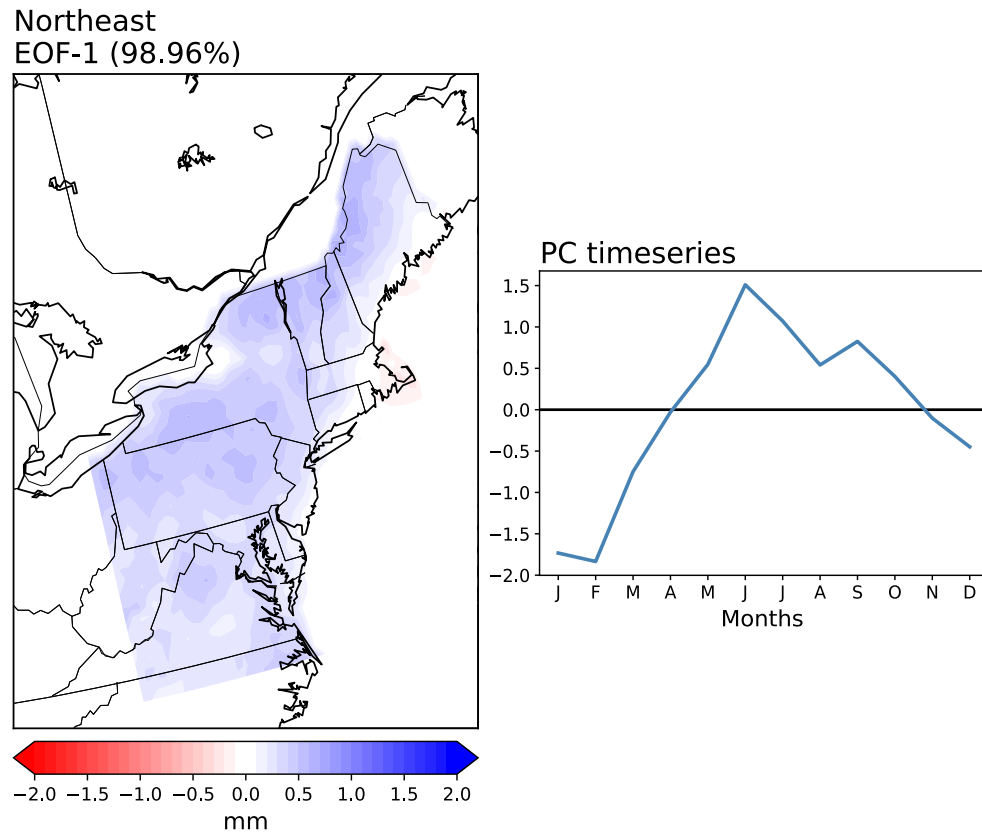 Northeast
EOF-1 (98.96%)
−2.0 −1.5 −1.0 −0.5 0.0 0.5 1.0 1.5 2.0
mm
PC timeseries
1.5
1.0
0.5
0.0
−0.5
−1.0
−1.5
−2.0
J F M A M J J A S O N D
Months